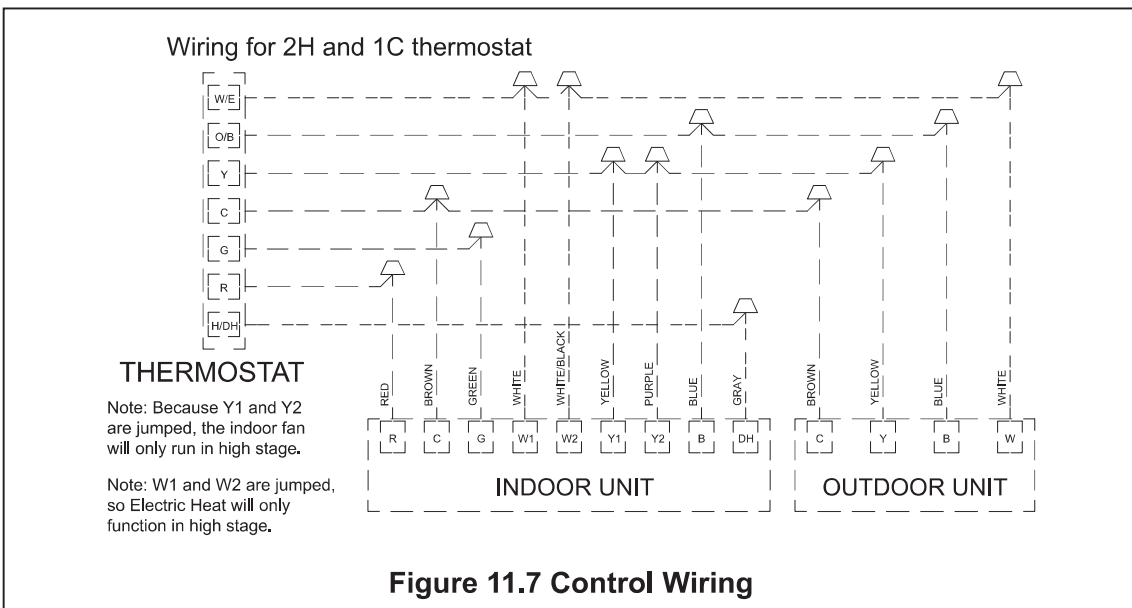 Wiring for 2H and 1C thermostat
W/E
O/B
Y
C
G
R
H/DH
THERMOSTAT
Note: Because Y1 and Y2
are jumped, the indoor fan
will only run in high stage.
Note: W1 and W2 are jumped,
so Electric Heat will only
function in high stage.
RED
BROWN
GREEN
WHITE
WHITE/BLACK
YELLOW
PURPLE
BLUE
GRAY
BROWN
YELLOW
BLUE
WHITE
R C G W1 W2 Y1 Y2 B DH C Y B W
INDOOR UNIT
OUTDOOR UNIT
Figure 11.7 Control Wiring